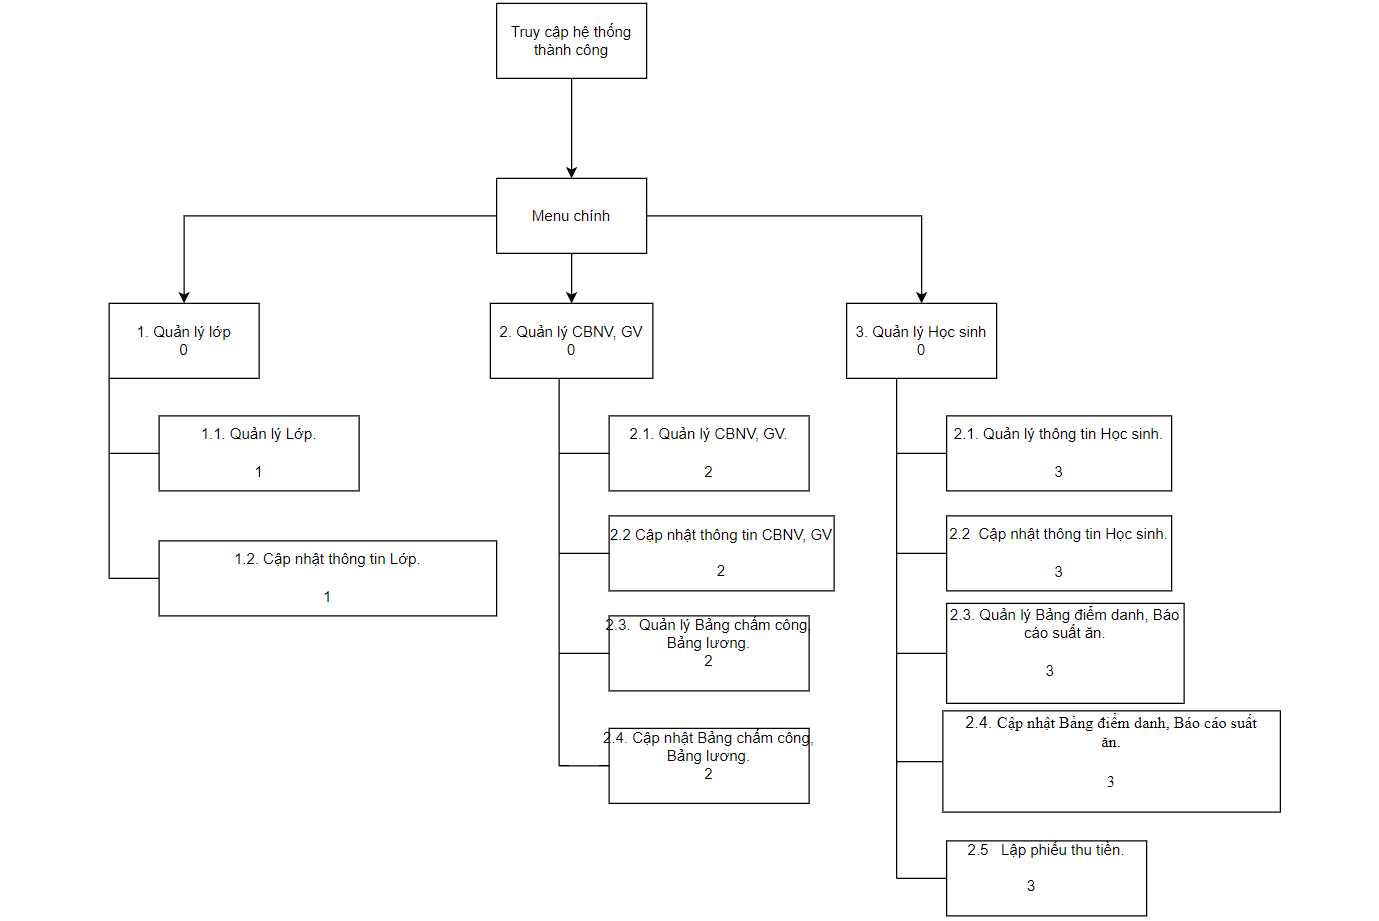 Truy cập hệ thống
thành công
Menu chính
1. Quản lý lớp
0
2. Quản lý CBNV, GV
0
3. Quản lý Học sinh
0
1.1. Quản lý Lớp.
1
1.2. Cập nhật thông tin Lớp.
1
2.1. Quản lý CBNV, GV.
2
2.2 Cập nhật thông tin CBNV, GV
2
2.3. Quản lý Bảng chấm công,
Bảng lương.
2
2.4. Cập nhật Bảng chấm công,
Bảng lương.
2
2.1. Quản lý thông tin Học sinh.
3
2.2 Cập nhật thông tin Học sinh.
3
2.3. Quản lý Bảng điểm danh, Báo
cáo suất ăn.
3
2.4. Cập nhật Bảng điểm danh, Báo cáo suất
ăn.
3
2.5 Lập phiếu thu tiền.
3